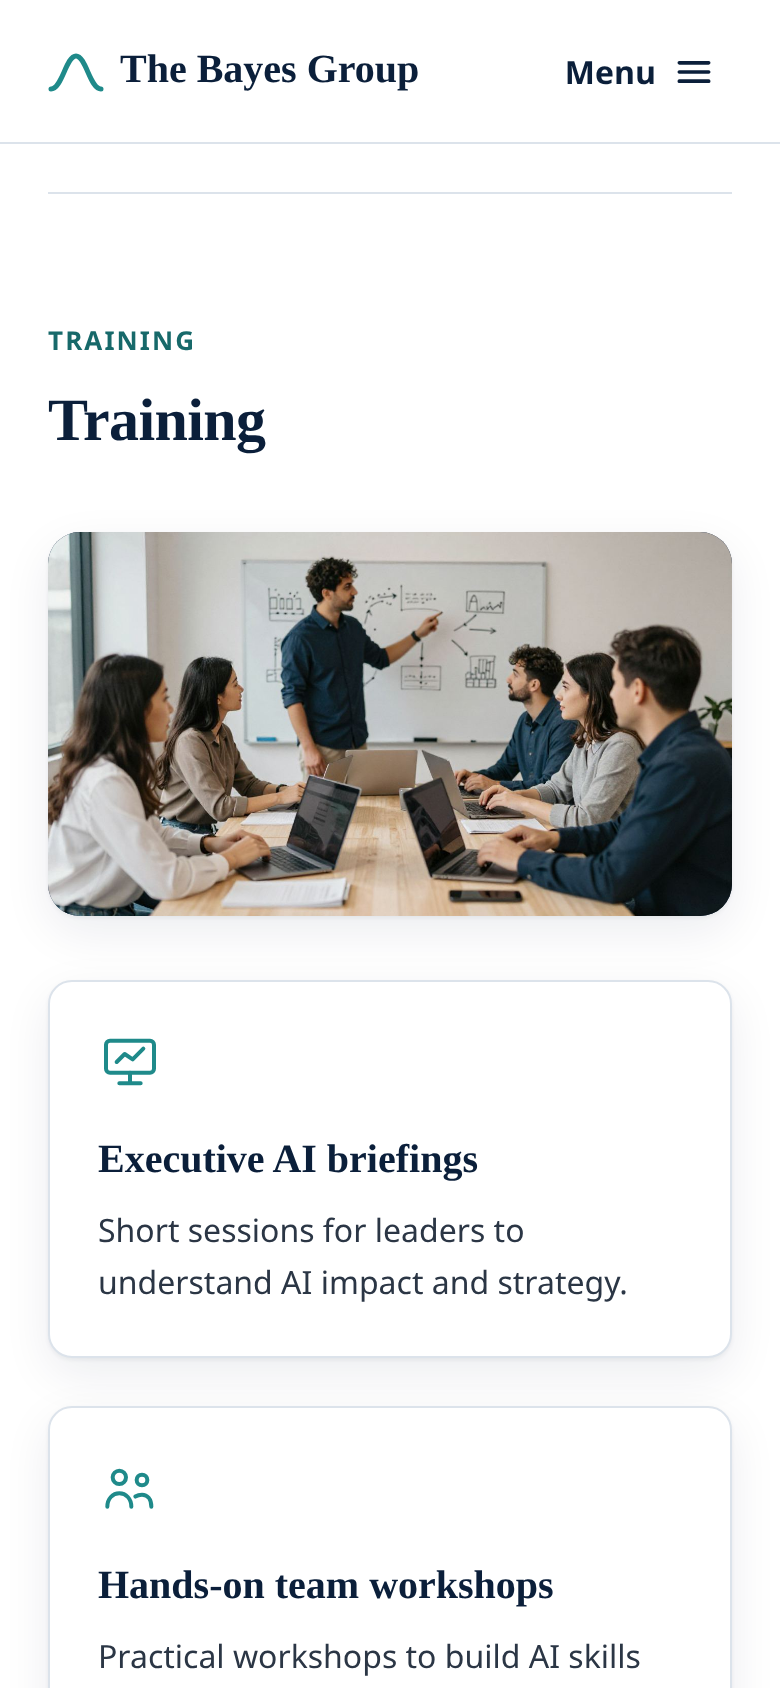 The Bayes Group
Menu
TRAINING
Training
Executive AI briefings
Short sessions for leaders to
understand AI impact and strategy.
Hands-on team workshops
Practical workshops to build AI skills